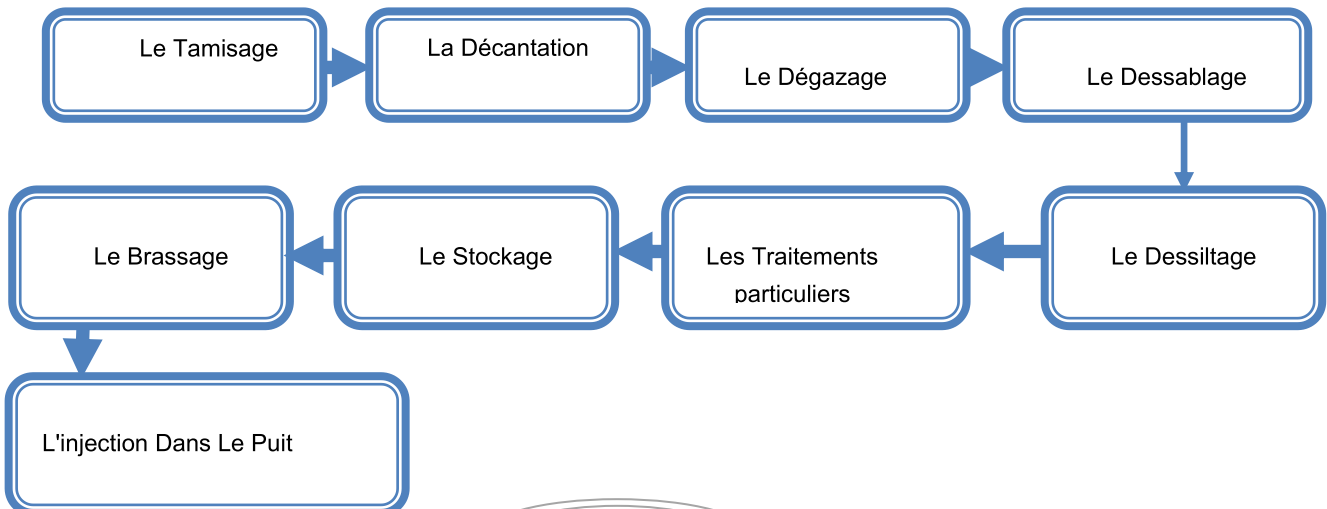 Le Tamisage
La Décantation
Le Dégazage
Le Dessablage
Le Dessiltage
Les Traitements
particuliers
Le Stockage
Le Brassage
L'injection Dans Le Puit